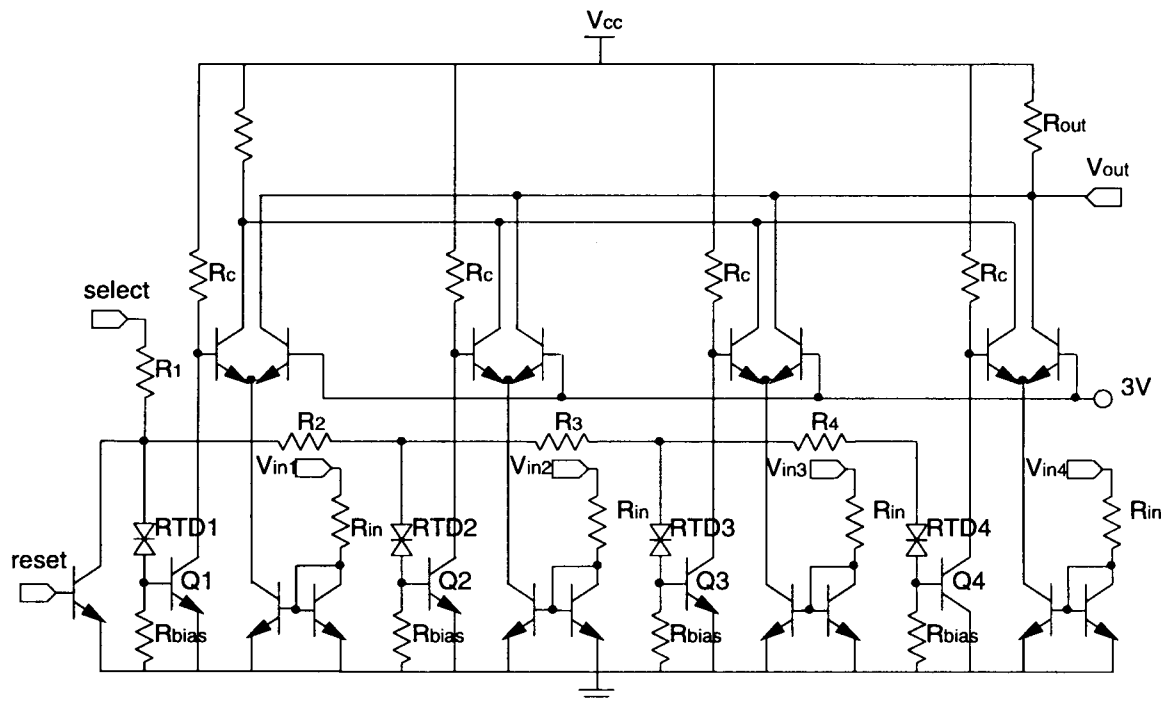 Vcc
Rout
Vout
Rc
Rc
Rc
Rc
select
R1
3V
R2
R3
R4
Vin1
Vin2
Vin3
Vin4
Rin
Rin
Rin
Rin
RTD1
RTD2
RTD3
RTD4
reset
Q1
Q2
Q3
Q4
Rbias
Rbias
Rbias
Rbias